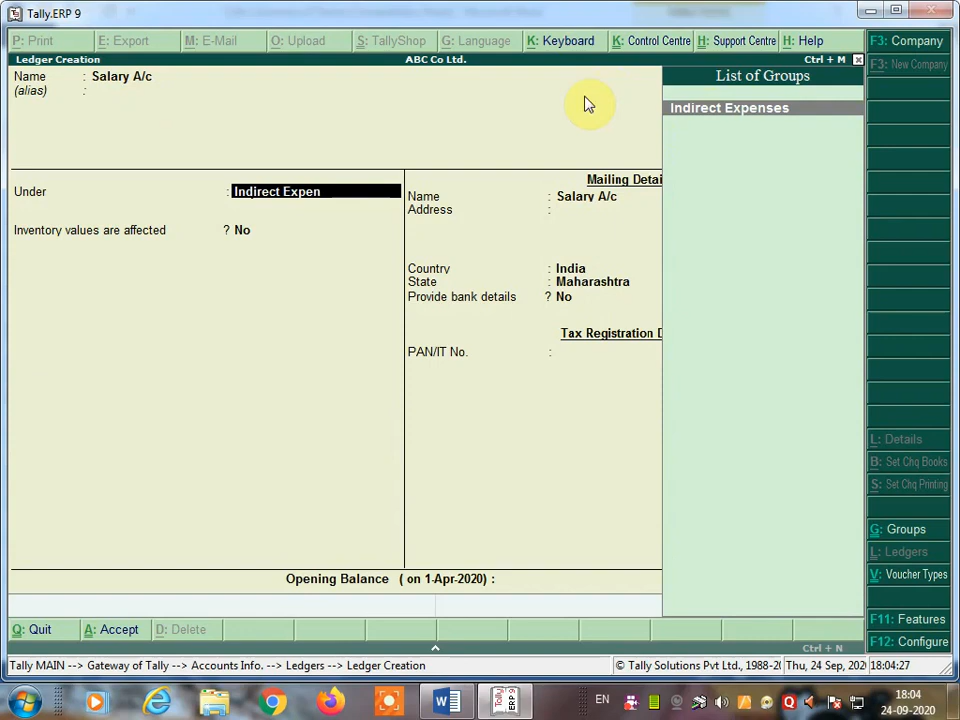 Tally.ERP 9
P: Print E: Export M: E-Mail O: Upload S: TallyShop G: Language K: Keyboard K: Control Centre H: Support Centre H: Help F3: Company
Ledger Creation ABC Co Ltd. Ctrl + M F3: New Company
Name : Salary A/c List of Groups
(alias) :
Indirect Expenses
Mailing Detai
Under : Indirect Expen Name : Salary A/c
Address :
Inventory values are affected ? No
Country : India
State : Maharashtra
Provide bank details ? No
Tax Registration D
PAN/IT No. :
L: Details
B: Set Chq Books
S: Set Chq Printing
G: Groups
L: Ledgers
V: Voucher Types
Opening Balance ( on 1-Apr-2020) :
F11: Features
Q: Quit A: Accept D: Delete F12: Configure
Ctrl + N
Tally MAIN --> Gateway of Tally --> Accounts Info. --> Ledgers --> Ledger Creation © Tally Solutions Pvt Ltd., 1988-2 Thu, 24 Sep, 202 18:04:27
EN 18:04
24-09-2020